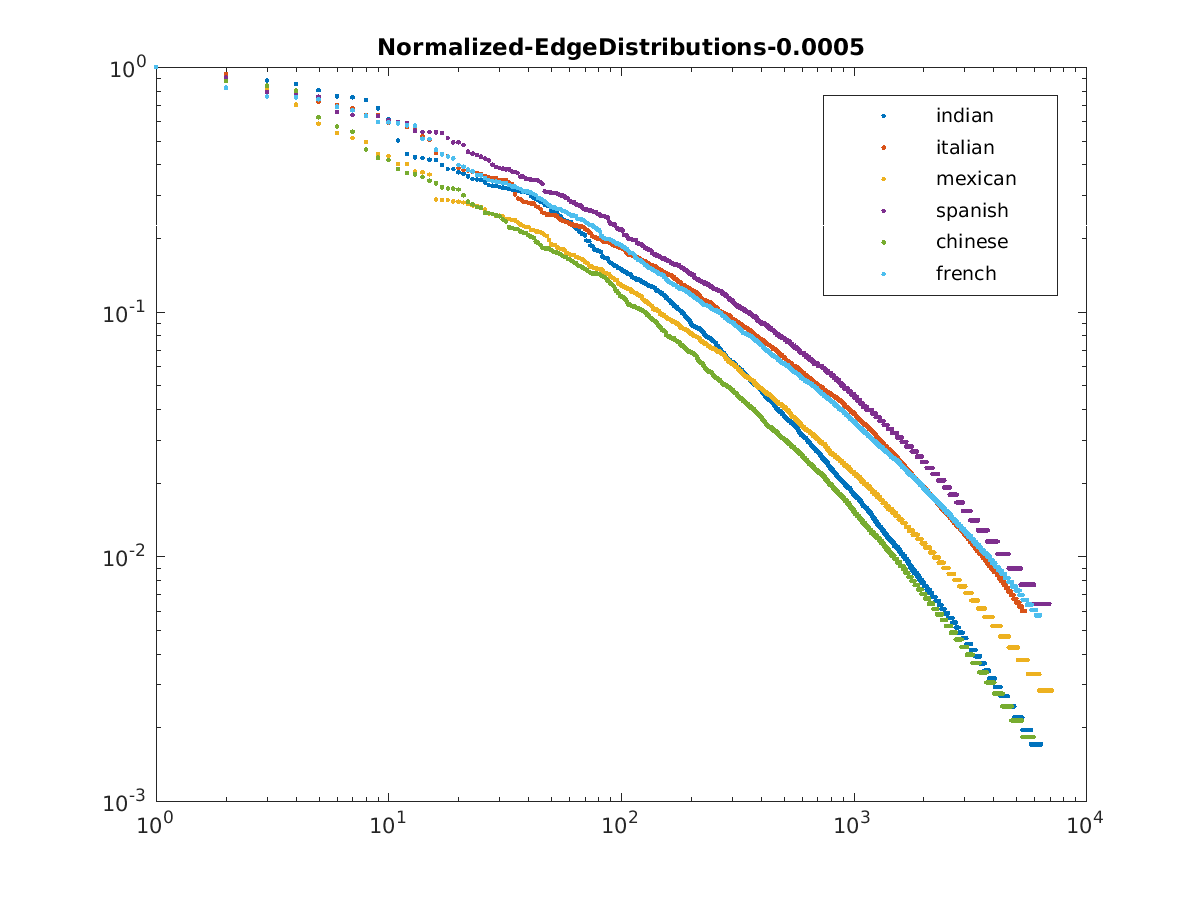 Normalized-EdgeDistributions-0.0005
10^0
10^-1
10^-2
10^-3
indian
italian
mexican
spanish
chinese
french
10^0 10^1 10^2 10^3 10^4